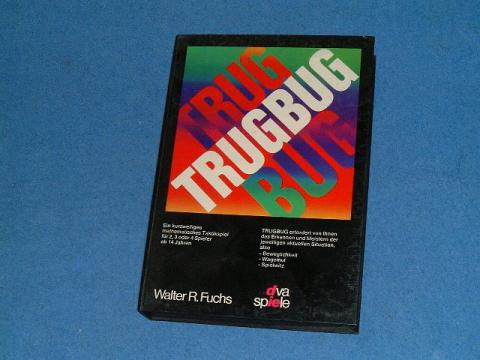 TRUG
TRUGBUG
BUG
Ein kurzweiliges
mathematisches Taktikspiel
für 2, 3 oder 4 Spieler
ab 14 Jahren
TRUGBUG erfordert von Ihnen
das Erkennen und Meistern der
jeweiligen aktuellen Situation,
also
- Beweglichkeit
- Wagemut
- Spielwitz
Walter R. Fuchs
dva
spiele